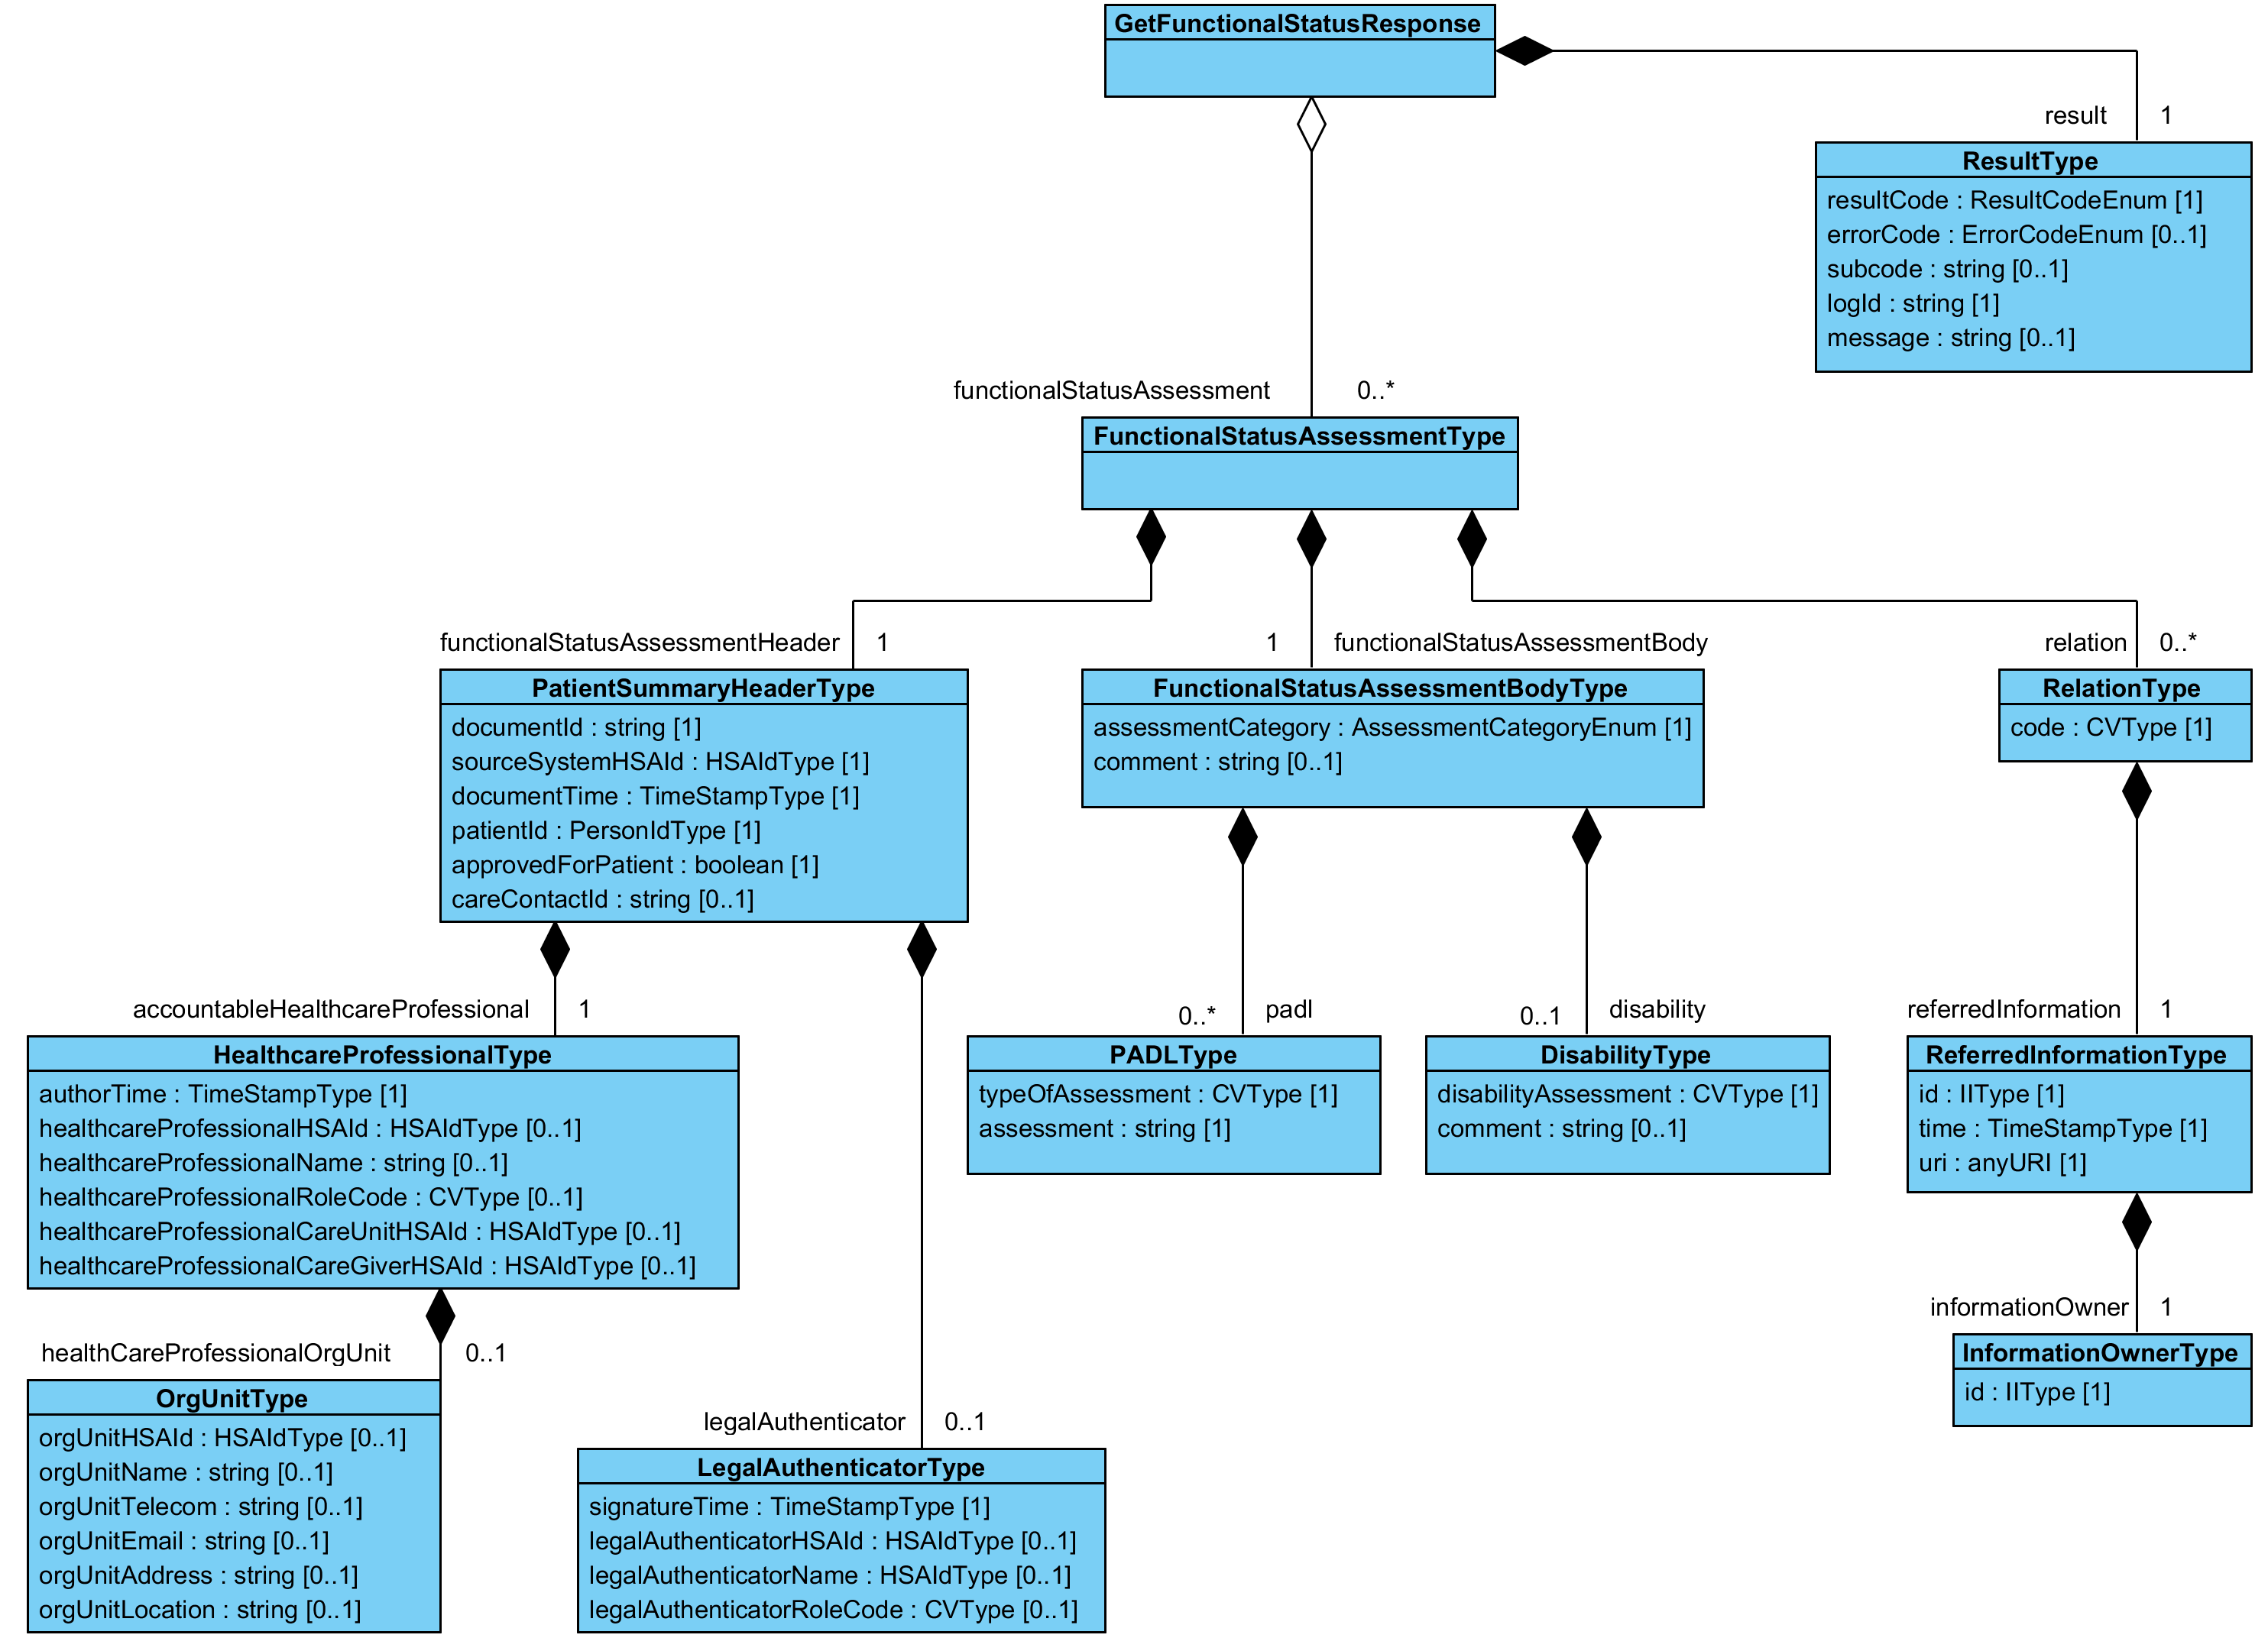 GetFunctionalStatusResponse
result 1
ResultType
resultCode : ResultCodeEnum [1]
errorCode : ErrorCodeEnum [0..1]
subcode : string [0..1]
logId : string [1]
message : string [0..1]
functionalStatusAssessment 0..*
FunctionalStatusAssessmentType
functionalStatusAssessmentHeader 1
1 functionalStatusAssessmentBody
relation 0..*
PatientSummaryHeaderType
documentId : string [1]
sourceSystemHSAId : HSAIdType [1]
documentTime : TimeStampType [1]
patientId : PersonIdType [1]
approvedForPatient : boolean [1]
careContactId : string [0..1]
FunctionalStatusAssessmentBodyType
assessmentCategory : AssessmentCategoryEnum [1]
comment : string [0..1]
RelationType
code : CVType [1]
accountableHealthcareProfessional 1
0..* padl
0..1 disability
referredInformation 1
HealthcareProfessionalType
authorTime : TimeStampType [1]
healthcareProfessionalHSAId : HSAIdType [0..1]
healthcareProfessionalName : string [0..1]
healthcareProfessionalRoleCode : CVType [0..1]
healthcareProfessionalCareUnitHSAId : HSAIdType [0..1]
healthcareProfessionalCareGiverHSAId : HSAIdType [0..1]
PADLType
typeOfAssessment : CVType [1]
assessment : string [1]
DisabilityType
disabilityAssessment : CVType [1]
comment : string [0..1]
ReferredInformationType
id : IIType [1]
time : TimeStampType [1]
uri : anyURI [1]
informationOwner 1
InformationOwnerType
id : IIType [1]
healthCareProfessionalOrgUnit 0..1
OrgUnitType
orgUnitHSAId : HSAIdType [0..1]
orgUnitName : string [0..1]
orgUnitTelecom : string [0..1]
orgUnitEmail : string [0..1]
orgUnitAddress : string [0..1]
orgUnitLocation : string [0..1]
legalAuthenticator 0..1
LegalAuthenticatorType
signatureTime : TimeStampType [1]
legalAuthenticatorHSAId : HSAIdType [0..1]
legalAuthenticatorName : HSAIdType [0..1]
legalAuthenticatorRoleCode : CVType [0..1]